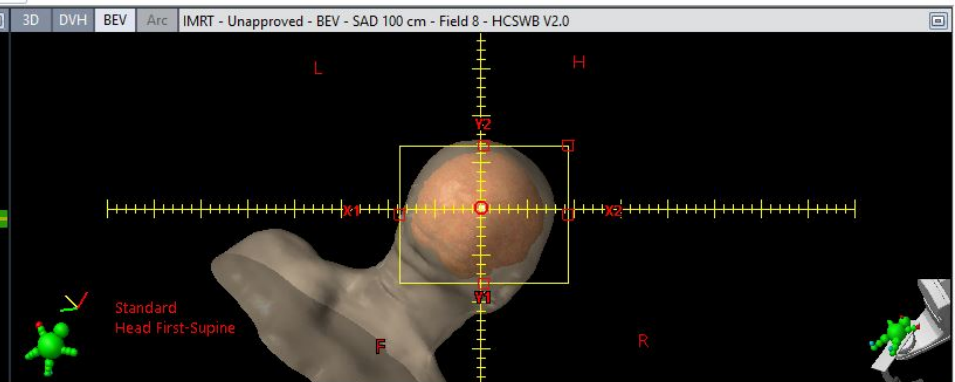 3D DVH BEV Arc IMRT - Unapproved - BEV - SAD 100 cm - Field 8 - HCSWB V2.0
L H
Y2
X1 X2
Y1
Standard
Head First-Supine
F R